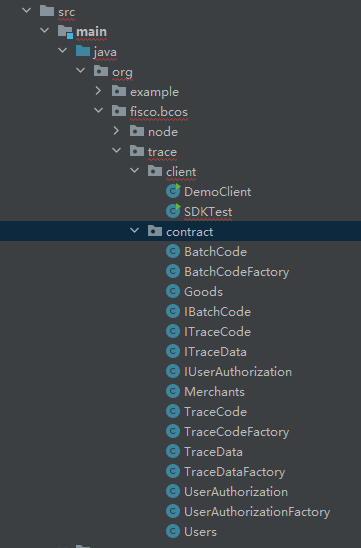 src
main
java
org
example
fisco.bcos
node
trace
client
DemoClient
SDKTest
contract
BatchCode
BatchCodeFactory
Goods
IBatchCode
ITraceCode
ITraceData
IUserAuthorization
Merchants
TraceCode
TraceCodeFactory
TraceData
TraceDataFactory
UserAuthorization
UserAuthorizationFactory
Users